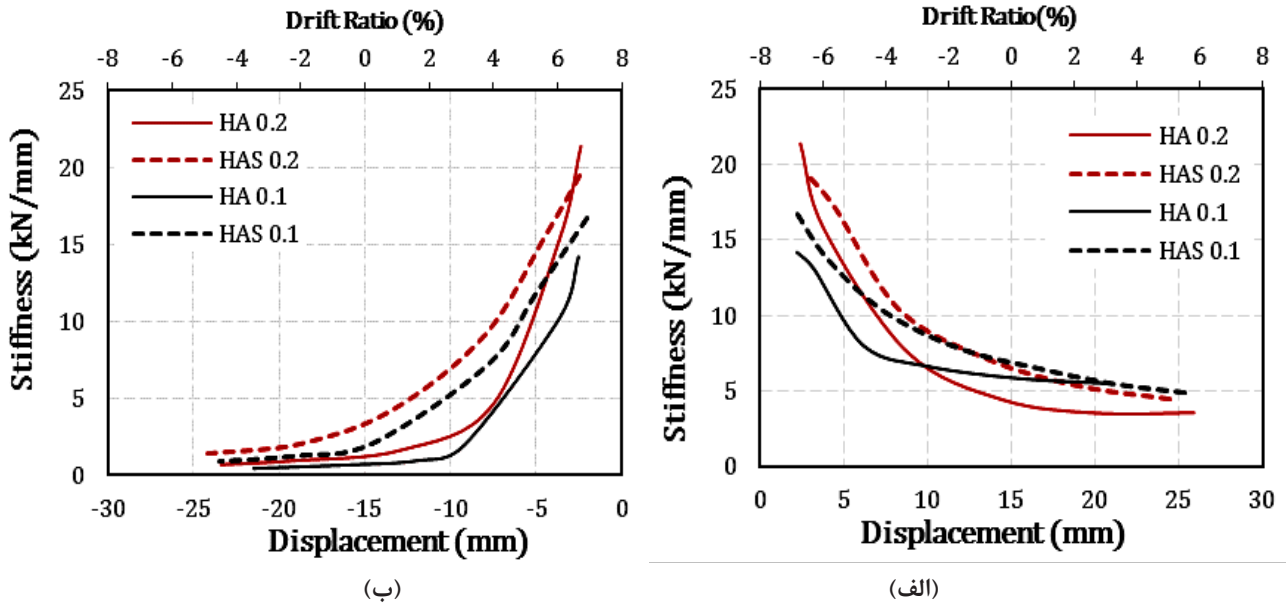 Drift Ratio (%)
-8 -6 -4 -2 0 2 4 6 8
25
20
15
10
5
0
Stiffness (kN/mm)
HA 0.2
HAS 0.2
HA 0.1
HAS 0.1
-30 -25 -20 -15 -10 -5 0
Displacement (mm)
(ب)
Drift Ratio(%)
-8 -6 -4 -2 0 2 4 6 8
25
20
15
10
5
0
Stiffness (kN/mm)
HA 0.2
HAS 0.2
HA 0.1
HAS 0.1
0 5 10 15 20 25 30
Displacement (mm)
(الف)